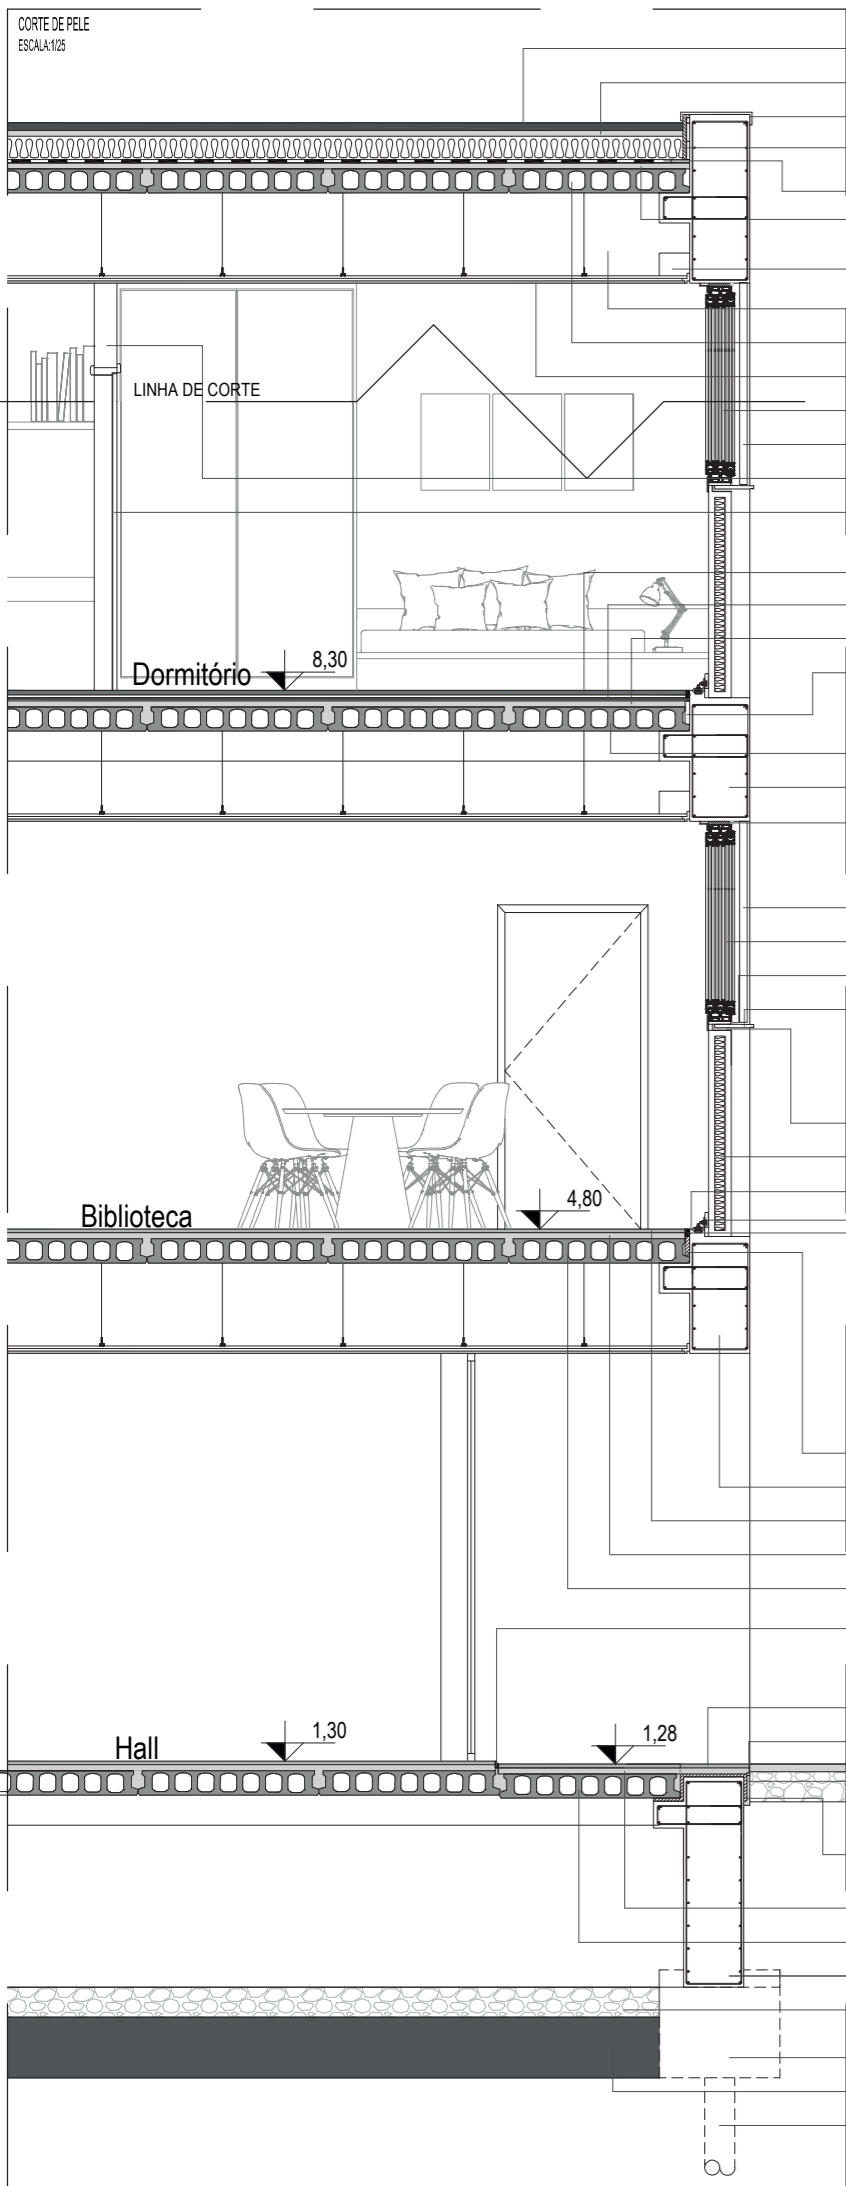 CORTE DE PELE
ESCALA:1/25
LINHA DE CORTE
Dormitório
8,30
Biblioteca
4,80
Hall
1,30
1,28